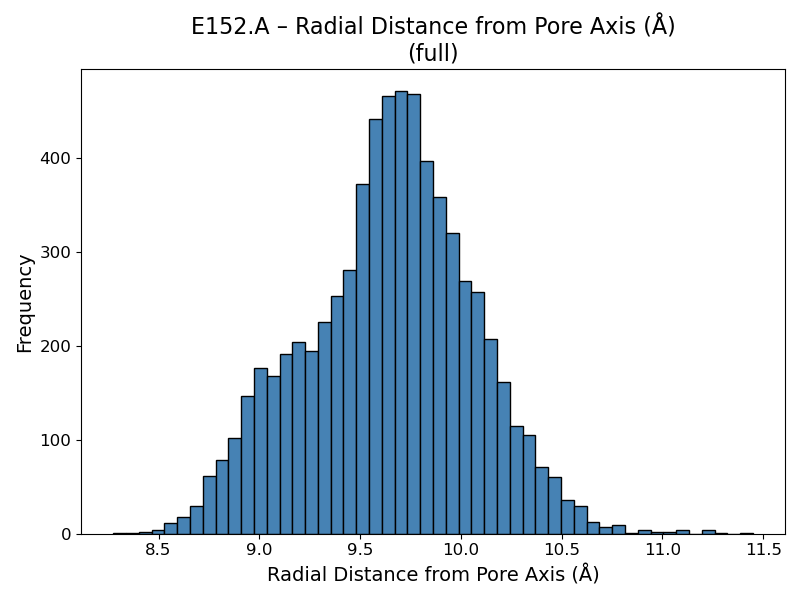 E152.A – Radial Distance from Pore Axis (Å)
(full)
Frequency
400
300
200
100
0
8.5 9.0 9.5 10.0 10.5 11.0 11.5
Radial Distance from Pore Axis (Å)